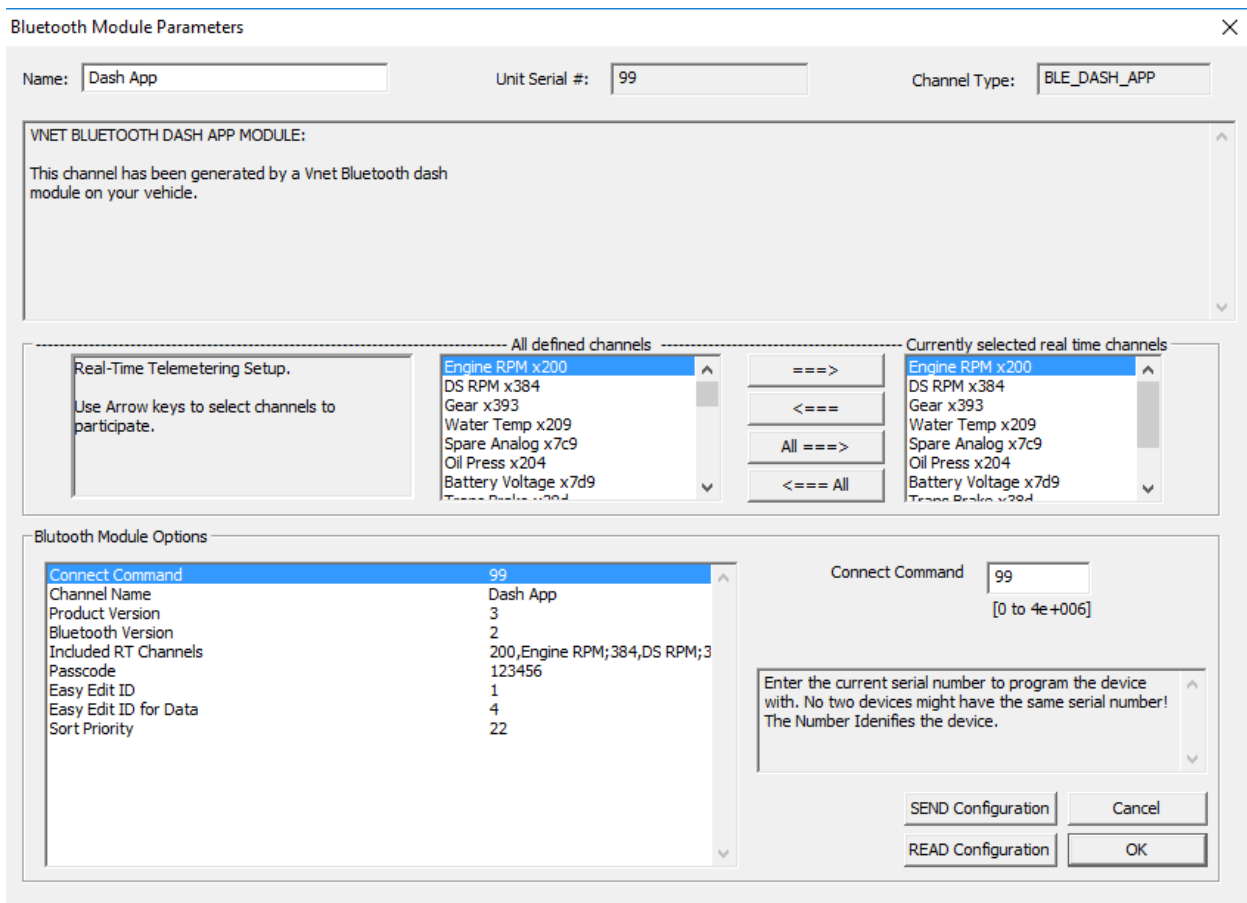 Bluetooth Module Parameters
Name: Dash App Unit Serial #: 99 Channel Type: BLE_DASH_APP
VNET BLUETOOTH DASH APP MODULE:
This channel has been generated by a Vnet Bluetooth dash
module on your vehicle.
All defined channels
Currently selected real time channels
Real-Time Telemetering Setup.
Use Arrow keys to select channels to
participate.
Engine RPM x200
DS RPM x384
Gear x393
Water Temp x209
Spare Analog x7c9
Oil Press x204
Battery Voltage x7d9
Trans Brake x38d
===>
<===
All ===>
<=== All
Engine RPM x200
DS RPM x384
Gear x393
Water Temp x209
Spare Analog x7c9
Oil Press x204
Battery Voltage x7d9
Trans Brake x38d
Blutooth Module Options
Connect Command 99
Channel Name Dash App
Product Version 3
Bluetooth Version 2
Included RT Channels 200,Engine RPM;384,DS RPM;3
Passcode 123456
Easy Edit ID 1
Easy Edit ID for Data 4
Sort Priority 22
Connect Command 99
[0 to 4e+006]
Enter the current serial number to program the device
with. No two devices might have the same serial number!
The Number Idenifies the device.
SEND Configuration Cancel
READ Configuration OK